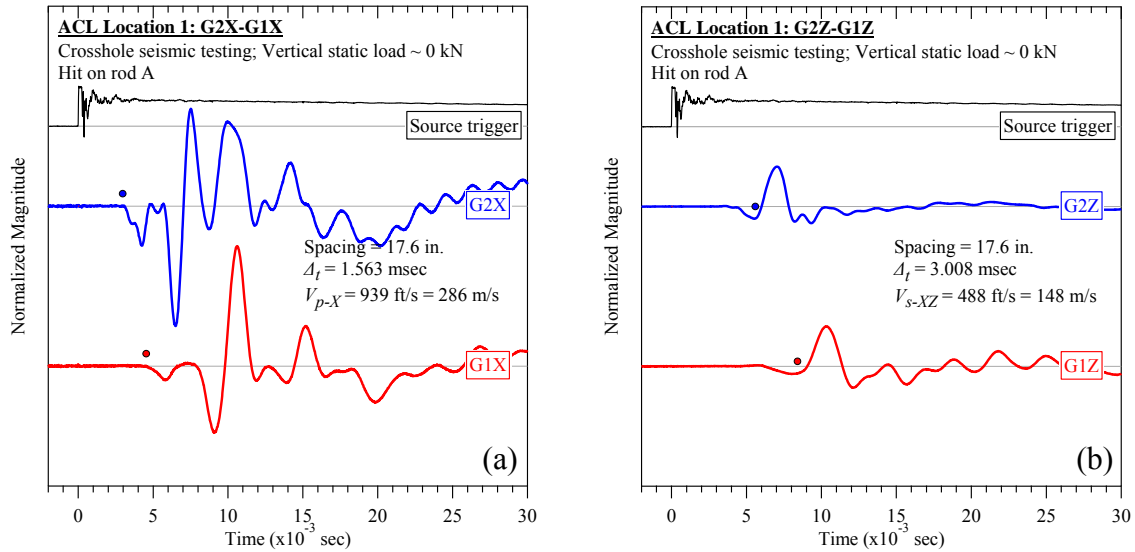 ACL Location 1: G2X-G1X
Crosshole seismic testing; Vertical static load ~ 0 kN
Hit on rod A
Source trigger
G2X
Spacing = 17.6 in.
Δt = 1.563 msec
Vp-X = 939 ft/s = 286 m/s
G1X
(a)
Normalized Magnitude
0 5 10 15 20 25 30
Time (x10⁻³ sec)
ACL Location 1: G2Z-G1Z
Crosshole seismic testing; Vertical static load ~ 0 kN
Hit on rod A
Source trigger
G2Z
Spacing = 17.6 in.
Δt = 3.008 msec
Vs-XZ = 488 ft/s = 148 m/s
G1Z
(b)
Normalized Magnitude
0 5 10 15 20 25 30
Time (x10⁻³ sec)